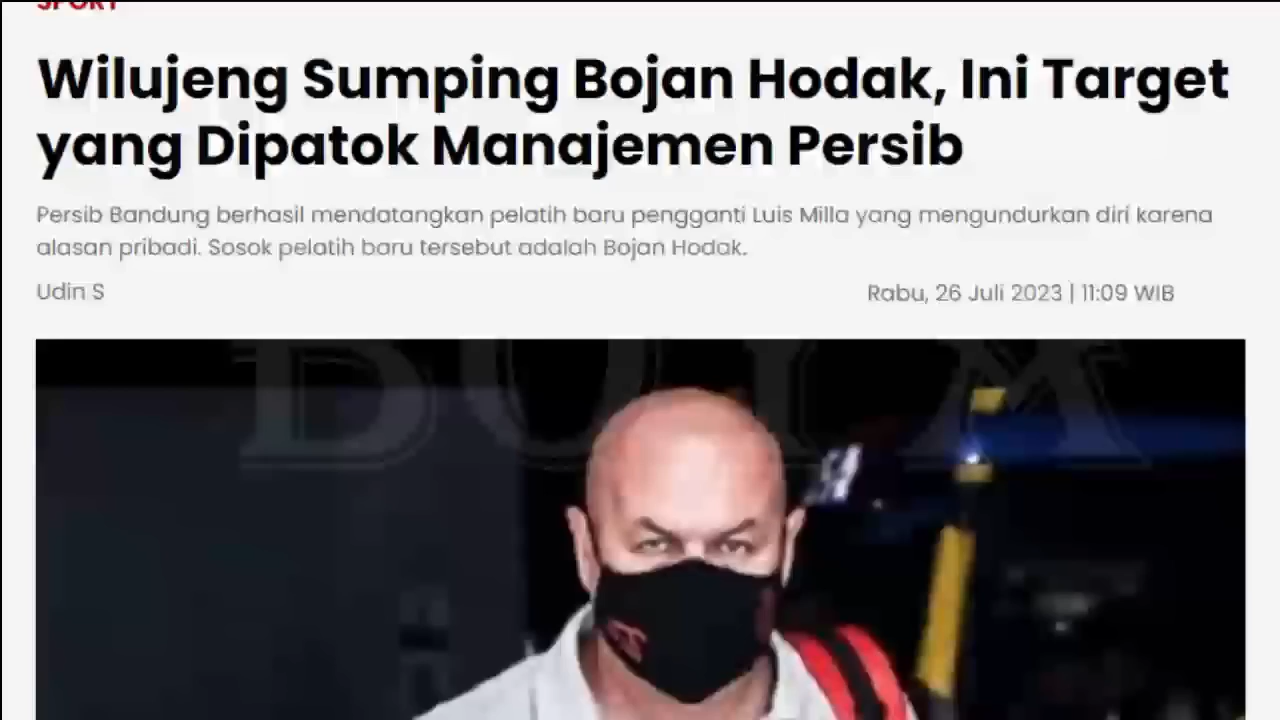 SPORT
Wilujeng Sumping Bojan Hodak, Ini Target
yang Dipatok Manajemen Persib
Persib Bandung berhasil mendatangkan pelatih baru pengganti Luis Milla yang mengundurkan diri karena
alasan pribadi. Sosok pelatih baru tersebut adalah Bojan Hodak.
Udin S
Rabu, 26 Juli 2023 | 11:09 WIB